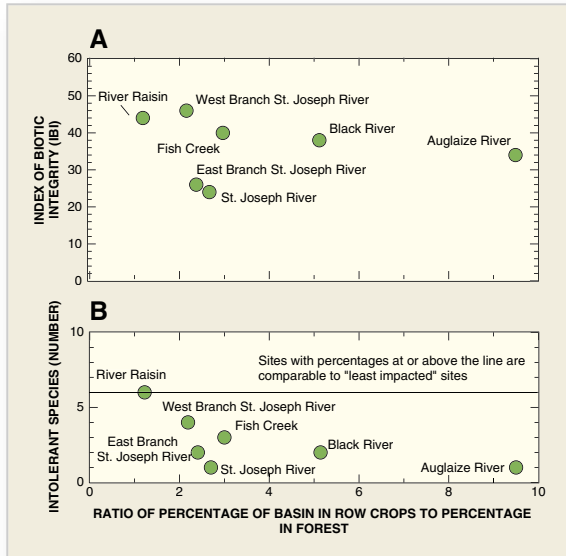 A
60
50
40
30
20
10
0
INDEX OF BIOTIC
INTEGRITY (IBI)
River Raisin
West Branch St. Joseph River
Fish Creek
Black River
Auglaize River
East Branch St. Joseph River
St. Joseph River
B
10
5
0
INTOLERANT SPECIES (NUMBER)
Sites with percentages at or above the line are
comparable to "least impacted" sites
River Raisin
West Branch St. Joseph River
Fish Creek
East Branch
St. Joseph River
Black River
St. Joseph River
Auglaize River
0 2 4 6 8 10
RATIO OF PERCENTAGE OF BASIN IN ROW CROPS TO PERCENTAGE
IN FOREST